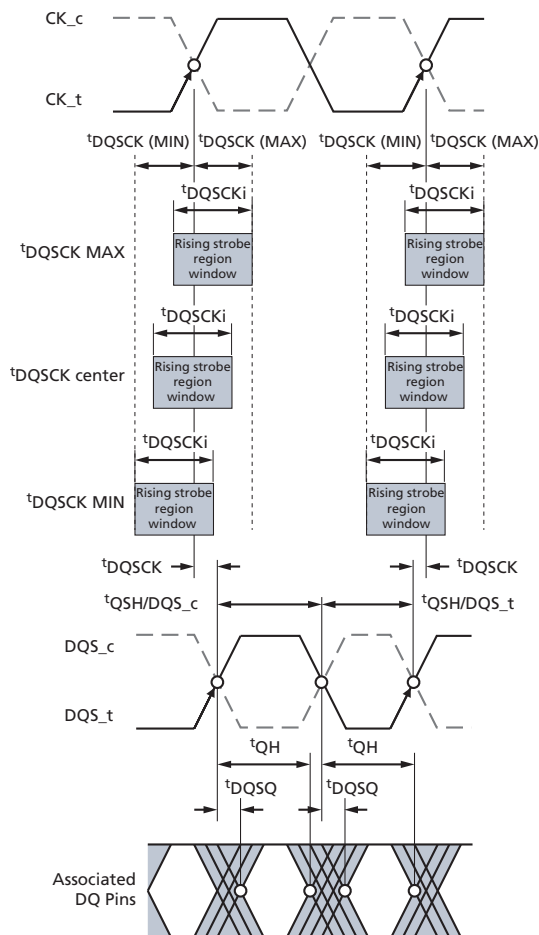 CK_c
CK_t
tDQSCK (MIN) tDQSCK (MAX) tDQSCK (MIN) tDQSCK (MAX)
tDQSCKi tDQSCKi
tDQSCK MAX
Rising strobe
region
window
Rising strobe
region
window
tDQSCKi tDQSCKi
tDQSCK center
Rising strobe
region
window
Rising strobe
region
window
tDQSCKi tDQSCKi
tDQSCK MIN
Rising strobe
region
window
Rising strobe
region
window
tDQSCK tDQSCK
tQSH/DQS_c tQSH/DQS_t
DQS_c
DQS_t
tQH tQH
tDQSQ tDQSQ
Associated
DQ Pins